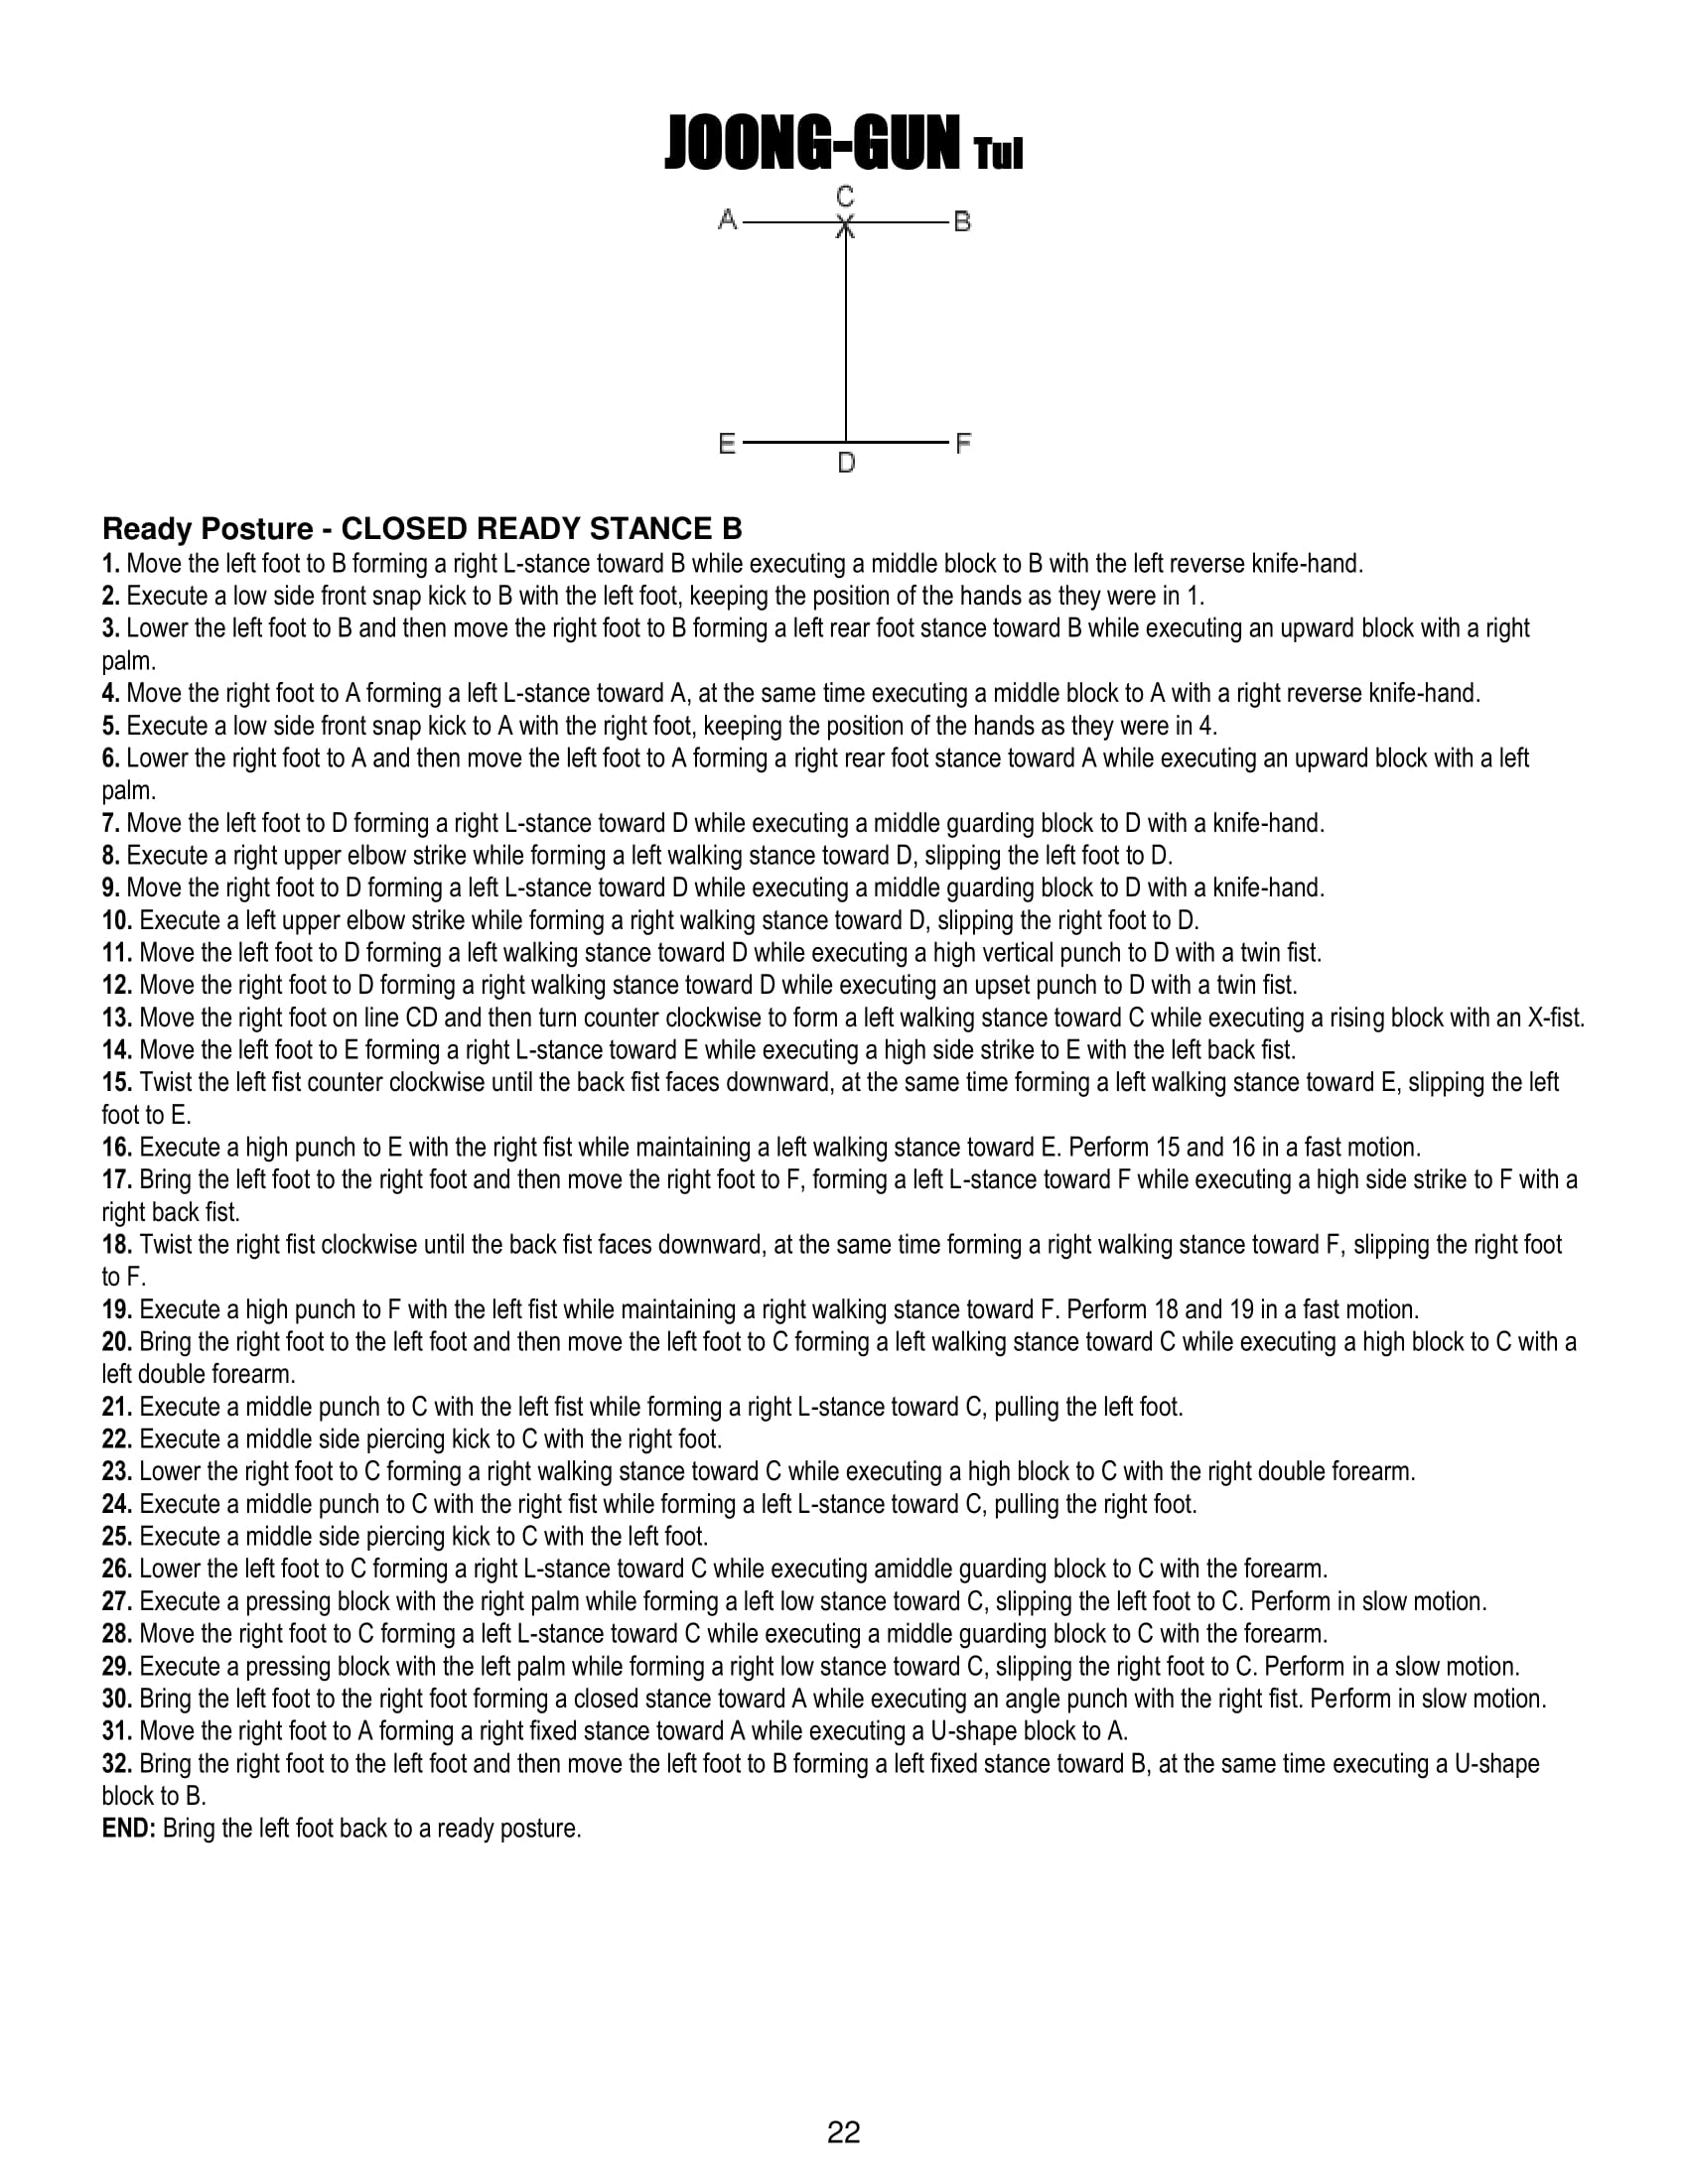 JOONG-GUN Tul
C
A
X
B
E
F
D
Ready Posture - CLOSED READY STANCE B
1. Move the left foot to B forming a right L-stance toward B while executing a middle block to B with the left reverse knife-hand.
2. Execute a low side front snap kick to B with the left foot, keeping the position of the hands as they were in 1.
3. Lower the left foot to B and then move the right foot to B forming a left rear foot stance toward B while executing an upward block with a right
palm.
4. Move the right foot to A forming a left L-stance toward A, at the same time executing a middle block to A with a right reverse knife-hand.
5. Execute a low side front snap kick to A with the right foot, keeping the position of the hands as they were in 4.
6. Lower the right foot to A and then move the left foot to A forming a right rear foot stance toward A while executing an upward block with a left
palm.
7. Move the left foot to D forming a right L-stance toward D while executing a middle guarding block to D with a knife-hand.
8. Execute a right upper elbow strike while forming a left walking stance toward D, slipping the left foot to D.
9. Move the right foot to D forming a left L-stance toward D while executing a middle guarding block to D with a knife-hand.
10. Execute a left upper elbow strike while forming a right walking stance toward D, slipping the right foot to D.
11. Move the left foot to D forming a left walking stance toward D while executing a high vertical punch to D with a twin fist.
12. Move the right foot to D forming a right walking stance toward D while executing an upset punch to D with a twin fist.
13. Move the right foot on line CD and then turn counter clockwise to form a left walking stance toward C while executing a rising block with an X-fist.
14. Move the left foot to E forming a right L-stance toward E while executing a high side strike to E with the left back fist.
15. Twist the left fist counter clockwise until the back fist faces downward, at the same time forming a left walking stance toward E, slipping the left
foot to E.
16. Execute a high punch to E with the right fist while maintaining a left walking stance toward E. Perform 15 and 16 in a fast motion.
17. Bring the left foot to the right foot and then move the right foot to F, forming a left L-stance toward F while executing a high side strike to F with a
right back fist.
18. Twist the right fist clockwise until the back fist faces downward, at the same time forming a right walking stance toward F, slipping the right foot
to F.
19. Execute a high punch to F with the left fist while maintaining a right walking stance toward F. Perform 18 and 19 in a fast motion.
20. Bring the right foot to the left foot and then move the left foot to C forming a left walking stance toward C while executing a high block to C with a
left double forearm.
21. Execute a middle punch to C with the left fist while forming a right L-stance toward C, pulling the left foot.
22. Execute a middle side piercing kick to C with the right foot.
23. Lower the right foot to C forming a right walking stance toward C while executing a high block to C with the right double forearm.
24. Execute a middle punch to C with the right fist while forming a left L-stance toward C, pulling the right foot.
25. Execute a middle side piercing kick to C with the left foot.
26. Lower the left foot to C forming a right L-stance toward C while executing amiddle guarding block to C with the forearm.
27. Execute a pressing block with the right palm while forming a left low stance toward C, slipping the left foot to C. Perform in slow motion.
28. Move the right foot to C forming a left L-stance toward C while executing a middle guarding block to C with the forearm.
29. Execute a pressing block with the left palm while forming a right low stance toward C, slipping the right foot to C. Perform in a slow motion.
30. Bring the left foot to the right foot forming a closed stance toward A while executing an angle punch with the right fist. Perform in slow motion.
31. Move the right foot to A forming a right fixed stance toward A while executing a U-shape block to A.
32. Bring the right foot to the left foot and then move the left foot to B forming a left fixed stance toward B, at the same time executing a U-shape
block to B.
END: Bring the left foot back to a ready posture.
22